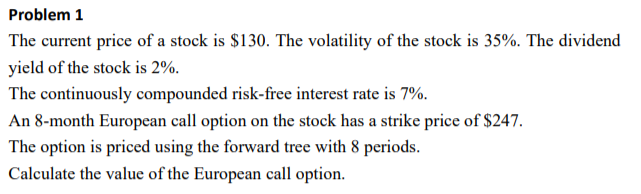 Problem 1
The current price of a stock is $130. The volatility of the stock is 35%. The dividend
yield of the stock is 2%.
The continuously compounded risk-free interest rate is 7%.
An 8-month European call option on the stock has a strike price of $247.
The option is priced using the forward tree with 8 periods.
Calculate the value of the European call option.